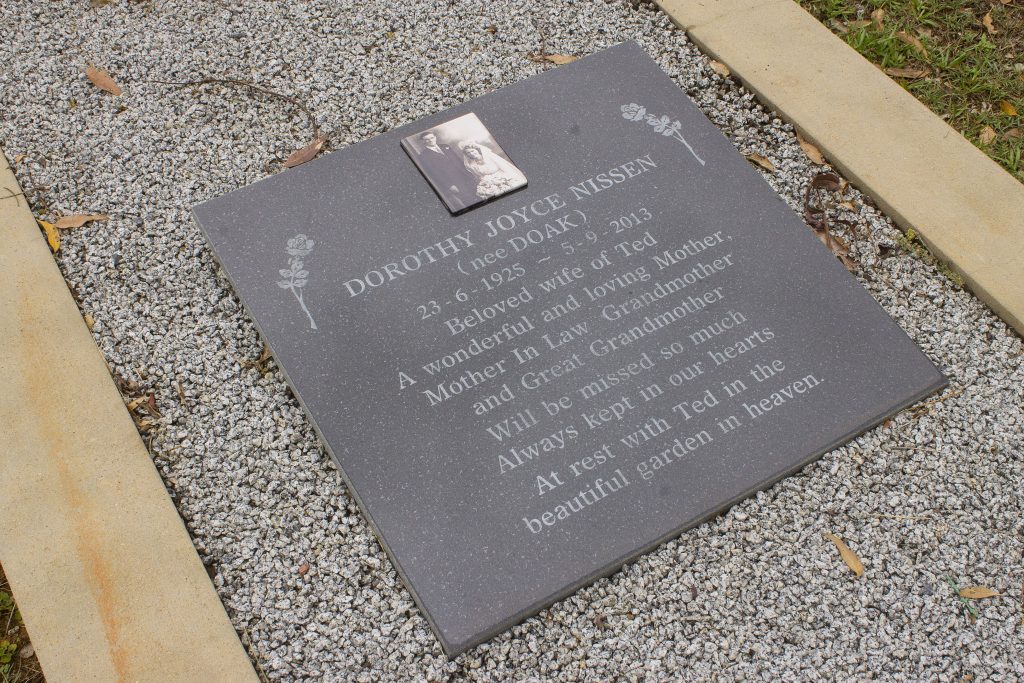 DOROTHY JOYCE NISSEN
(nee DOAK)
23-6-1925 ~ 5-9-2013
Beloved wife of Ted
A wonderful and loving Mother,
Mother In Law, Grandmother
and Great Grandmother
Will be missed so much
Always kept in our hearts
At rest with Ted in the
beautiful garden in heaven.